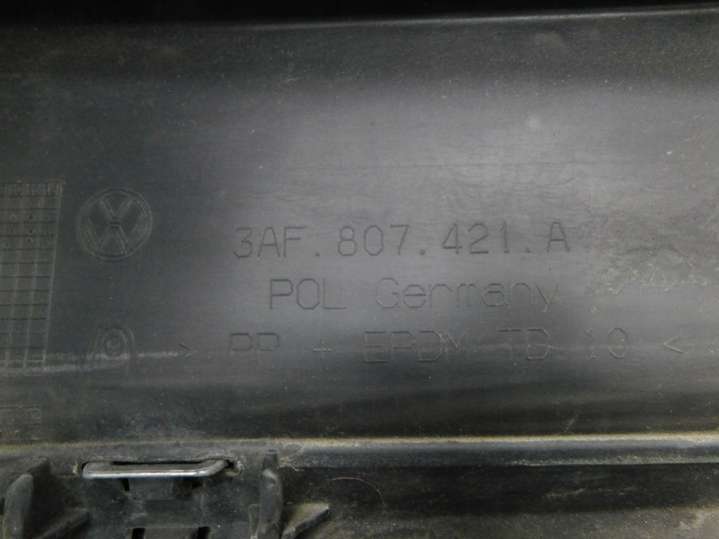 3AF.807.421.A
POL Germany
> PP + EPDM TD 10 <